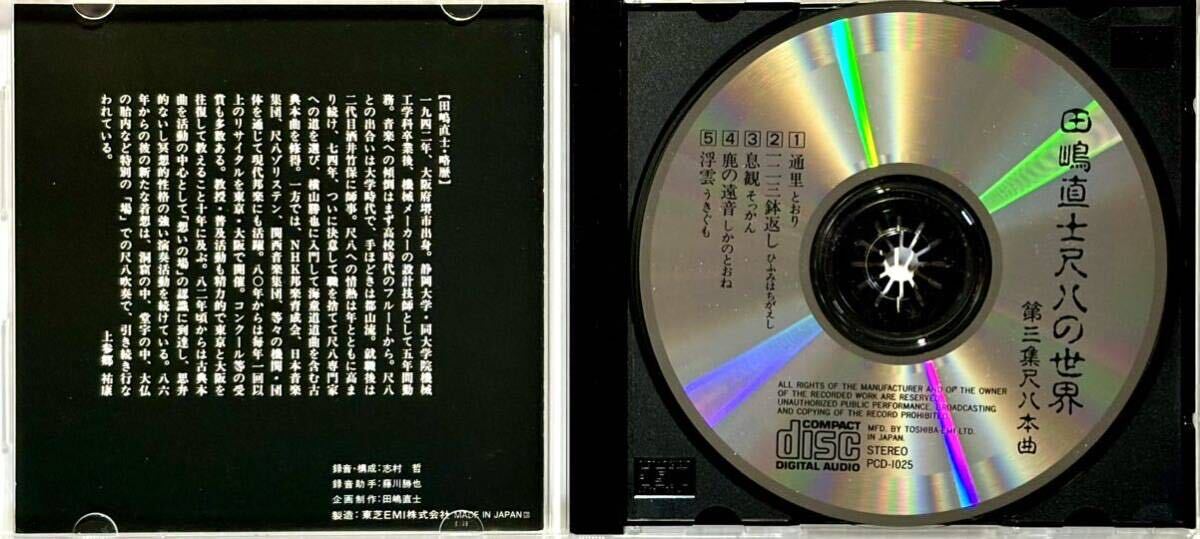 【田嶋直士・略歴】
一九四二年、大阪府堺市出身。静岡大学・同大学院機械
工学科卒業後、機械メーカーの設計技師として五年間勤
務。音楽への傾倒はまず高校時代のフルートから。尺八
との出合いは大学時代で、手ほどきは都山流。就職後は
二代目酒井竹保に師事。尺八への情熱は年とともに高ま
り続け、七四年、ついに決意して職を捨てて尺八専門家
への道を選び、横山勝也に入門して海童道道曲を含む古
典本曲を修得。一方では、NHK邦楽育成会、日本音楽
集団、尺八ゾリステン、関西音楽集団、等々の機関・団
体を通じて現代邦楽にも活躍。八〇年からは毎年一回以
上のリサイタルを東京・大阪で開催。コンクール等の受
賞も多数ある。教授・普及活動も精力的で東京と大阪を
往復して教えること十年に及ぶ。八二年頃からは古典本
曲を活動の中心として「想いの場」の認識に到達し、思弁
的ないし冥想的性格の強い演奏活動を続けている。八六
年からの彼の新たな着想は、洞窟の中、堂宇の中、大仏
の胎内など特別の「場」での尺八吹奏で、引き続き行な
われている。
上参郷 祐康
録音・構成:志村 哲
録音助手:藤川勝也
企画制作:田嶋直士
製造:東芝EMI株式会社 MADE IN JAPAN
田嶋直士尺八の世界
第三集尺八本曲
1 通里 とおり
2 一二三鉢返し ひふみはちがえし
3 息観 そっかん
4 鹿の遠音 しかのとおね
5 浮雲 うきぐも
ALL RIGHTS OF THE MANUFACTURER AND OF THE OWNER
OF THE RECORDED WORK ARE RESERVED.
UNAUTHORIZED PUBLIC PERFORMANCE, BROADCASTING
AND COPYING OF THE RECORD PROHIBITED.
COMPACT
disc
DIGITAL AUDIO
MFD. BY TOSHIBA-EMI LTD.
IN JAPAN.
STEREO
PCD-1025